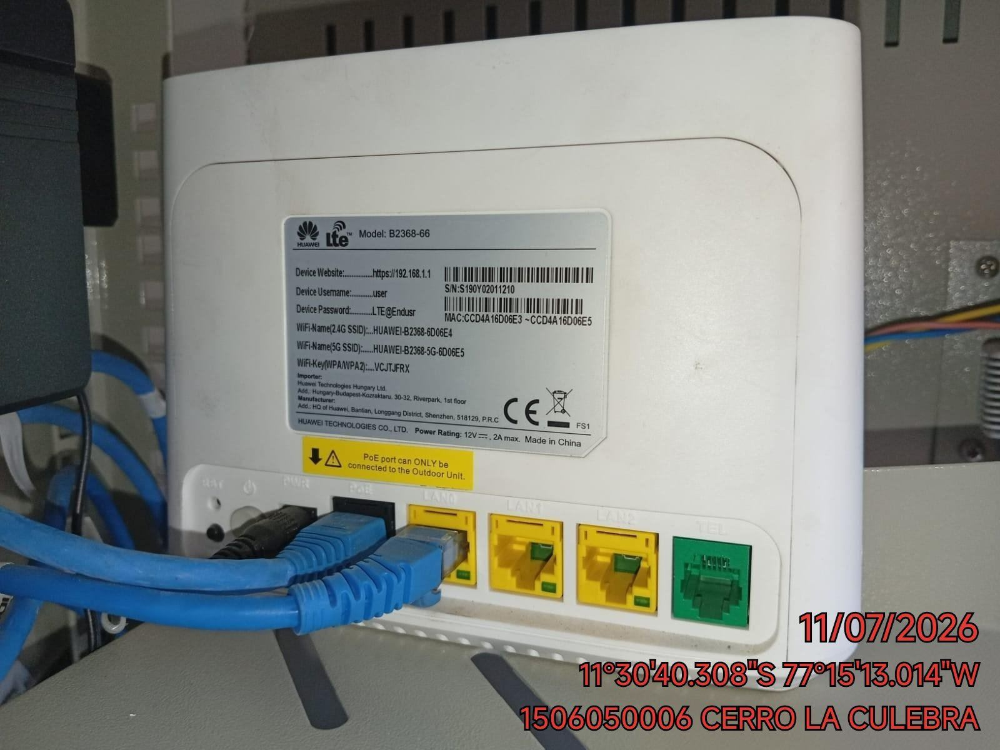 HUAWEI Lte™ Model: B2368-66
Device Website:...............https://192.168.1.1
Device Username:............user
Device Password:............LTE@Endusr
WiFi-Name(2.4G SSID):...HUAWEI-B2368-6D06E4
WiFi-Name(5G SSID):......HUAWEI-B2368-5G-6D06E5
WiFi-Key(WPA/WPA2):....VCJTJFRX
S/N:S190Y02011210
MAC:CCD4A16D06E3 ~CCD4A16D06E5
Importer:
Huawei Technologies Hungary Ltd.
Add.: Hungary-Budapest-Kozraktaru. 30-32, Riverpark, 1st floor
Manufacturer:
Add.: HQ of Huawei, Bantian, Longgang District, Shenzhen, 518129, P.R.C
CE
FS1
HUAWEI TECHNOLOGIES CO., LTD. Power Rating: 12V⎓, 2A max. Made in China
PoE port can ONLY be
connected to the Outdoor Unit.
RST PWR PoE LAN0 LAN1 LAN2 TEL
11/07/2026
11°30'40.308"S 77°15'13.014"W
1506050006 CERRO LA CULEBRA